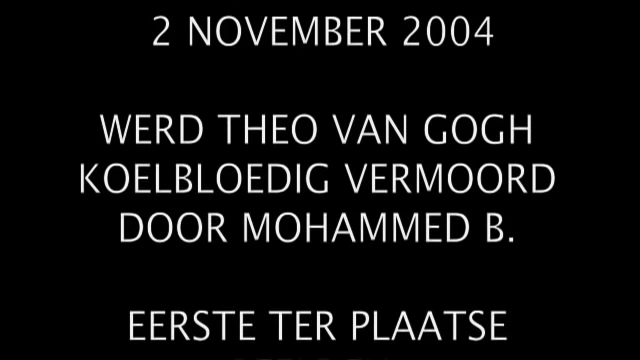 2 NOVEMBER 2004
WERD THEO VAN GOGH
KOELBLOEDIG VERMOORD
DOOR MOHAMMED B.
EERSTE TER PLAATSE